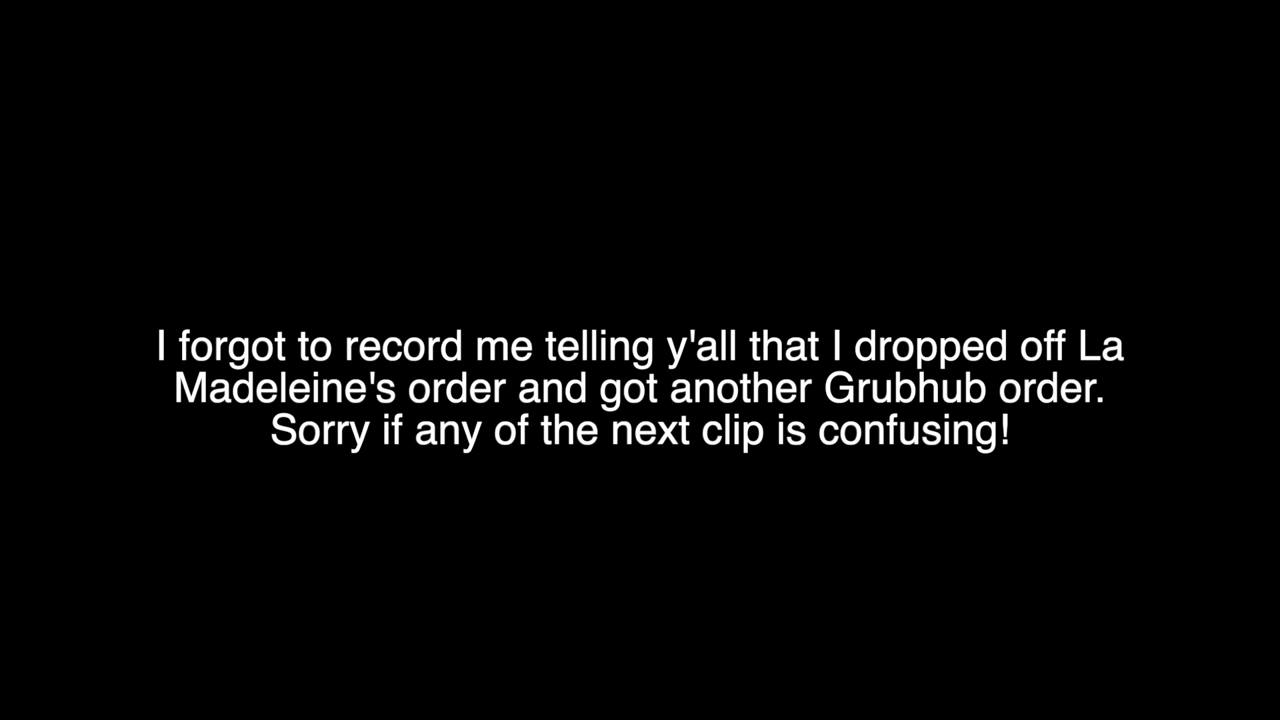 I forgot to record me telling y'all that I dropped off La
Madeleine's order and got another Grubhub order.
Sorry if any of the next clip is confusing!